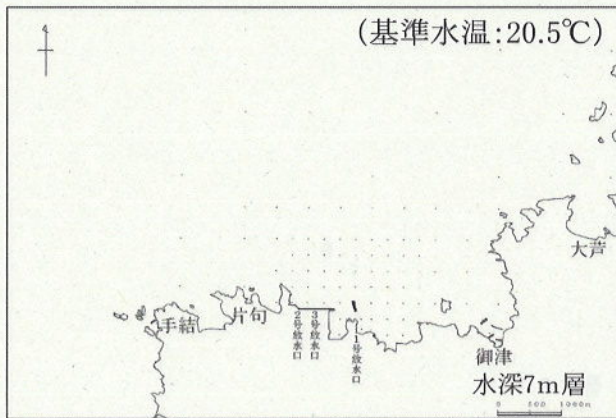 (基準水温:20.5℃)
大芦
手結
片句
2号放水口
3号放水口
1号放水口
御津
水深7m層
0 500 1000m